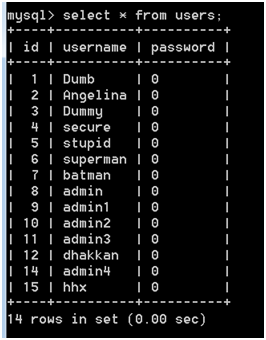 mysql> select * from users;
+----+----------+----------+
| id | username | password |
+----+----------+----------+
| 1 | Dumb | 0 |
| 2 | Angelina | 0 |
| 3 | Dummy | 0 |
| 4 | secure | 0 |
| 5 | stupid | 0 |
| 6 | superman | 0 |
| 7 | batman | 0 |
| 8 | admin | 0 |
| 9 | admin1 | 0 |
| 10 | admin2 | 0 |
| 11 | admin3 | 0 |
| 12 | dhakkan | 0 |
| 14 | admin4 | 0 |
| 15 | hhx | 0 |
+----+----------+----------+
14 rows in set (0.00 sec)